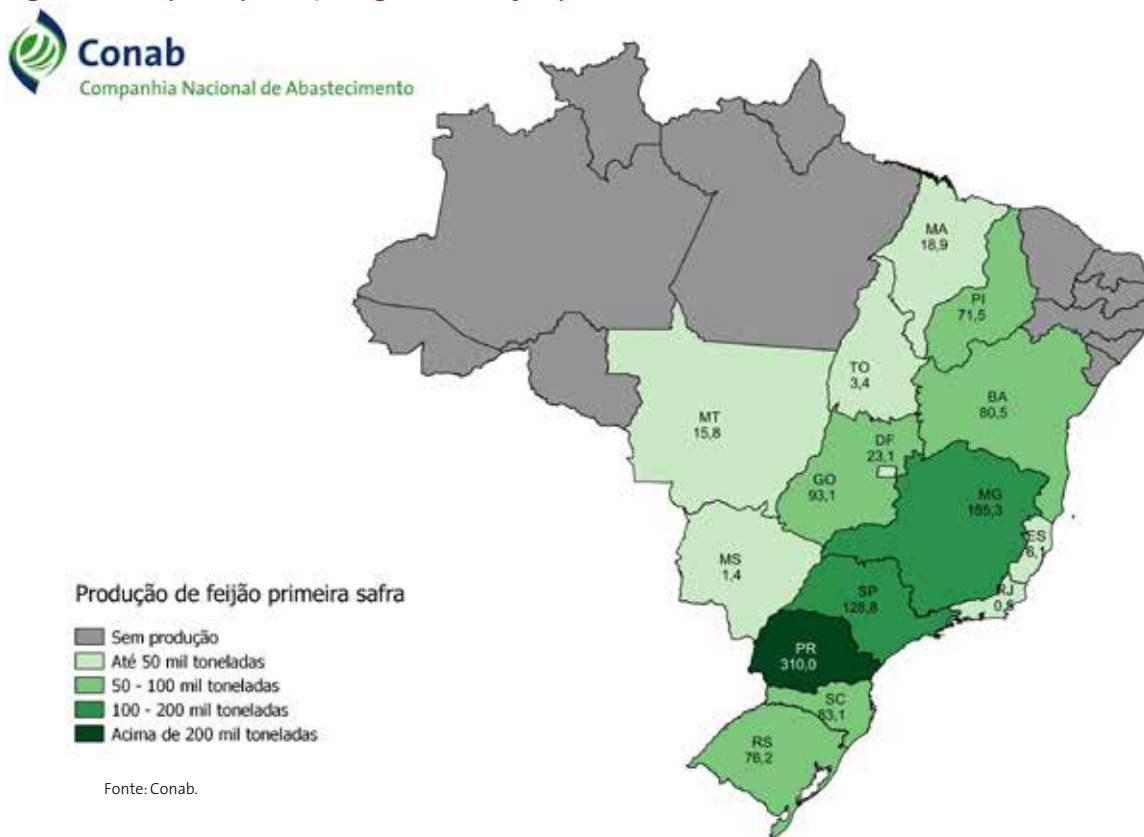 Conab
Companhia Nacional de Abastecimento
MA
18,9
PI
71,5
TO
3,4
BA
80,5
MT
15,8
DF
23,1
GO
93,1
MG
185,3
ES
6,1
MS
1,4
RJ
0,8
SP
128,8
PR
310,0
SC
83,1
RS
76,2
Produção de feijão primeira safra
Sem produção
Até 50 mil toneladas
50 - 100 mil toneladas
100 - 200 mil toneladas
Acima de 200 mil toneladas
Fonte: Conab.